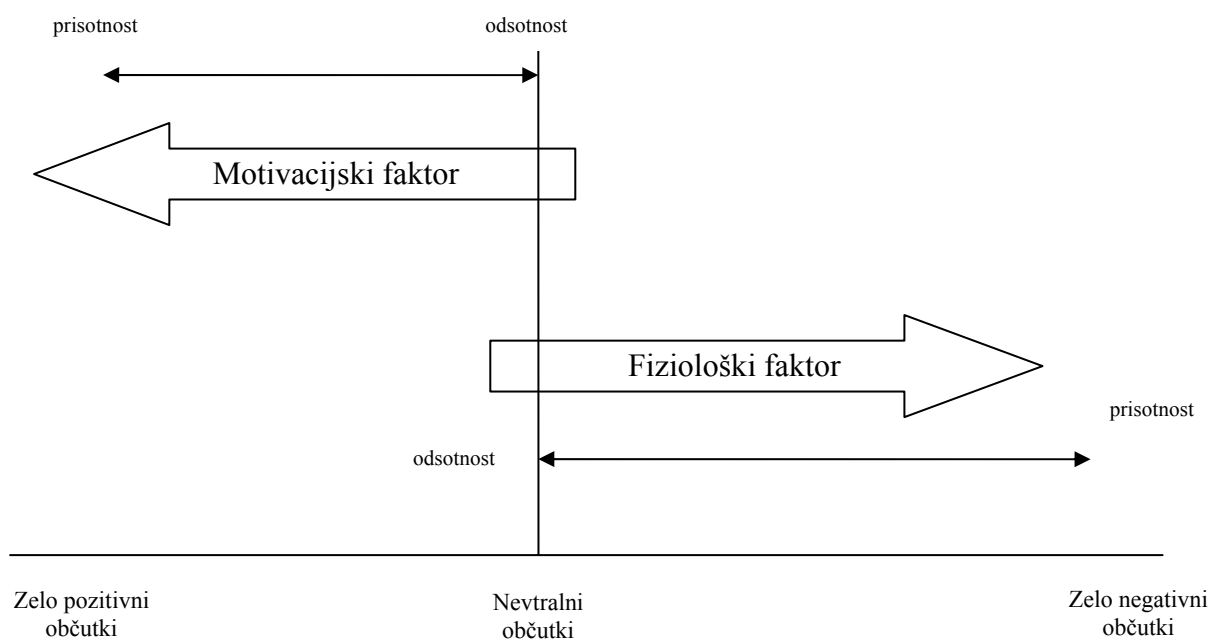 prisotnost
odsotnost
Motivacijski faktor
Fiziološki faktor
prisotnost
odsotnost
Zelo pozitivni
občutki
Nevtralni
občutki
Zelo negativni
občutki